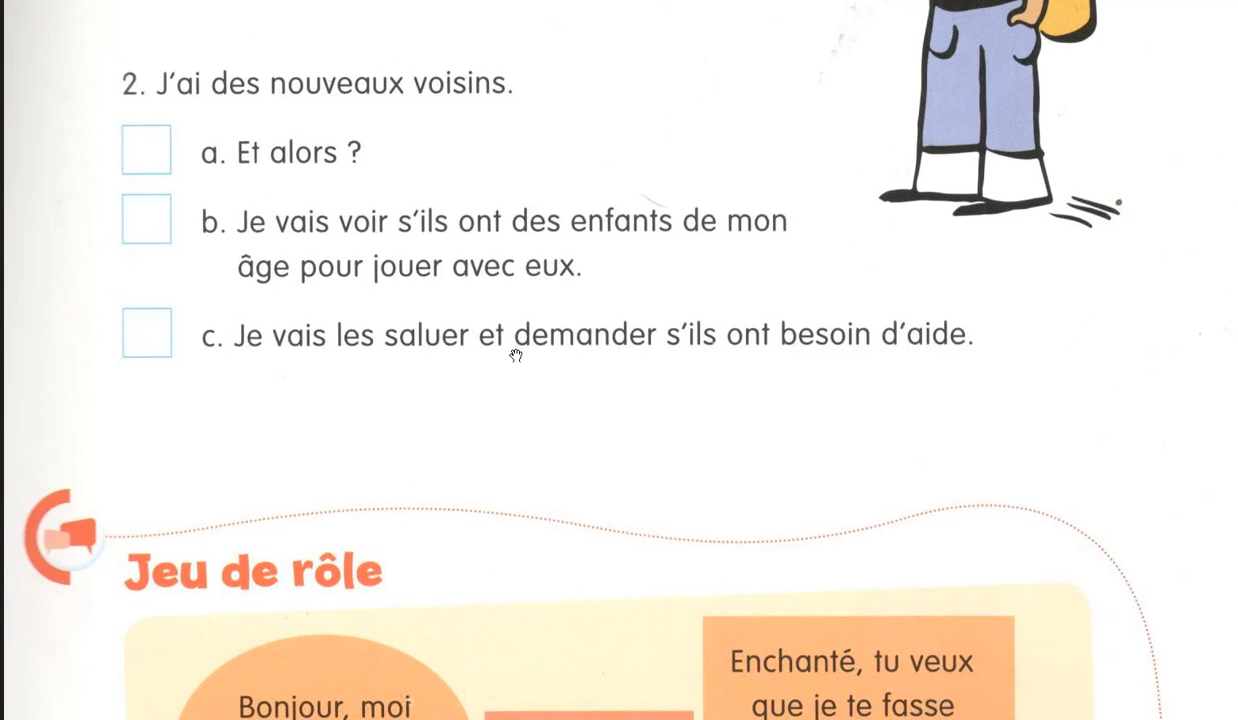 2. J'ai des nouveaux voisins.
a. Et alors ?
b. Je vais voir s'ils ont des enfants de mon
âge pour jouer avec eux.
c. Je vais les saluer et demander s'ils ont besoin d'aide.
Jeu de rôle
Bonjour, moi
Enchanté, tu veux
que je te fasse